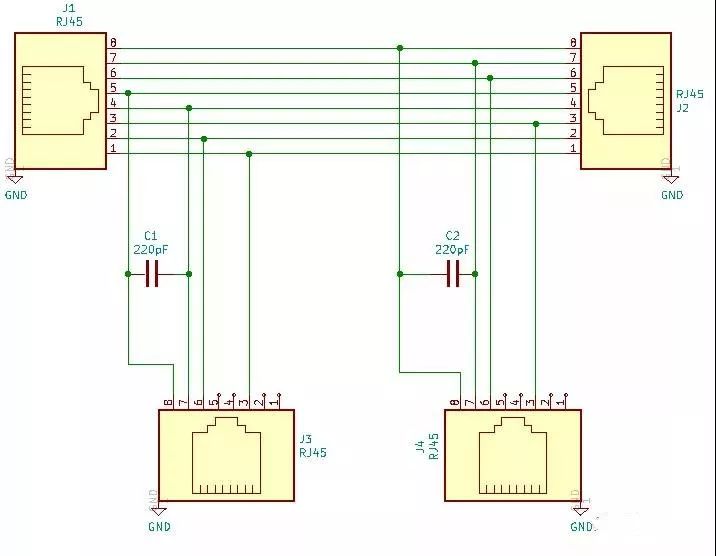 J1
RJ45
8
7
6
5
4
3
2
1
8
7
6
5
4
3
2
1
RJ45
J2
GND
GND
GND
GND
C1
220pF
C2
220pF
8 7 6 5 4 3 2 1
8 7 6 5 4 3 2 1
J3
RJ45
J4
RJ45
GND
GND
GND
GND